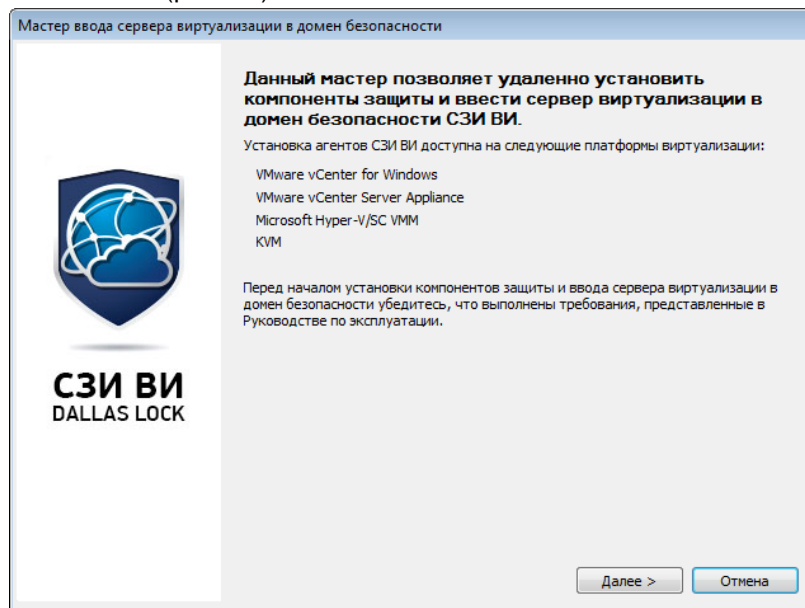 Мастер ввода сервера виртуализации в домен безопасности
Данный мастер позволяет удаленно установить
компоненты защиты и ввести сервер виртуализации в
домен безопасности СЗИ ВИ.
Установка агентов СЗИ ВИ доступна на следующие платформы виртуализации:
VMware vCenter for Windows
VMware vCenter Server Appliance
Microsoft Hyper-V/SC VMM
KVM
Перед началом установки компонентов защиты и ввода сервера виртуализации в
домен безопасности убедитесь, что выполнены требования, представленные в
Руководстве по эксплуатации.
СЗИ ВИ
DALLAS LOCK
Далее >
Отмена